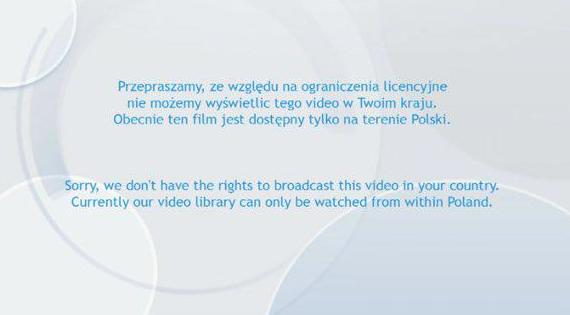 Przepraszamy, ze względu na ograniczenia licencyjne
nie możemy wyświetlic tego video w Twoim kraju.
Obecnie ten film jest dostępny tylko na terenie Polski.
Sorry, we don't have the rights to broadcast this video in your country.
Currently our video library can only be watched from within Poland.